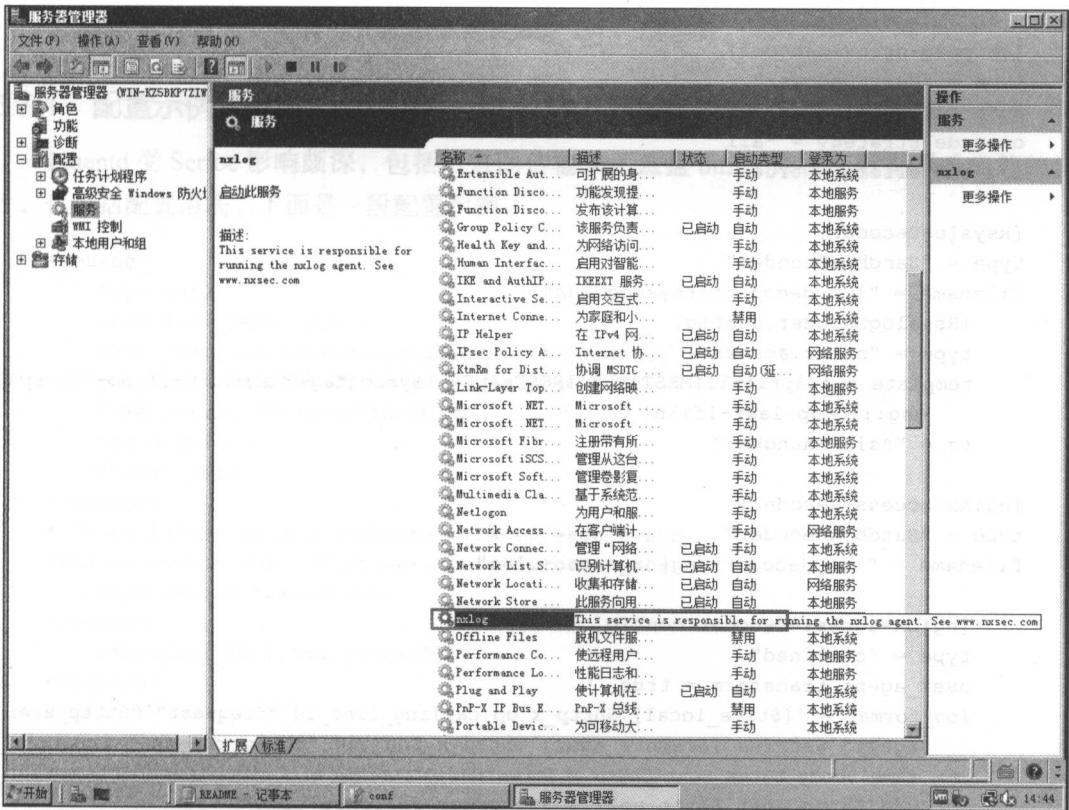 服务器管理器
文件(F) 操作(A) 查看(V) 帮助(H)
服务器管理器 (WIN-KZ5BKP7ZIW
角色
功能
诊断
配置
任务计划程序
高级安全 Windows 防火墙
服务
WMI 控制
本地用户和组
存储
服务
服务
nxlog
启动此服务
描述:
This service is responsible for
running the nxlog agent. See
www.nxsec.com
名称 描述 状态 启动类型 登录为
Extensible Aut... 可扩展的身... 手动 本地系统
Function Disco... 功能发现提... 手动 本地服务
Function Disco... 发布该计算... 手动 本地服务
Group Policy C... 该服务负责... 已启动 自动 本地系统
Health Key and... 为网络访问... 手动 本地系统
Human Interfac... 启用对智能... 手动 本地系统
IKE and AuthIP... IKEEXT 服务... 已启动 自动 本地系统
Interactive Se... 启用交互式... 手动 本地系统
Internet Conne... 为家庭和小... 禁用 本地系统
IP Helper 在 IPv4 网... 已启动 自动 本地系统
IPsec Policy A... Internet 协... 已启动 自动 网络服务
KtmRm for Dist... 协调 MSDTC ... 已启动 自动(延... 网络服务
Link-Layer Top... 创建网络映... 手动 本地服务
Microsoft .NET... Microsoft ... 手动 本地系统
Microsoft .NET... Microsoft .... 手动 本地系统
Microsoft Fibr... 注册带有所... 手动 本地服务
Microsoft iSCS... 管理从这台... 手动 本地系统
Microsoft Soft... 管理卷影复... 手动 本地系统
Multimedia Cla... 基于系统范... 手动 本地系统
Netlogon 为用户和服... 手动 本地系统
Network Access... 在客户端计... 手动 网络服务
Network Connec... 管理“网络... 已启动 手动 本地系统
Network List S... 识别计算机... 已启动 自动 本地服务
Network Locati... 收集和存储... 已启动 自动 网络服务
Network Store ... 此服务向用... 已启动 自动 本地服务
nxlog This service is responsible for running the nxlog agent. See www.nxsec.com
Offline Files 脱机文件服... 禁用 本地系统
Performance Co... 使远程用户... 手动 本地服务
Performance Lo... 性能日志和... 手动 本地服务
Plug and Play 使计算机在... 已启动 自动 本地系统
PnP-X IP Bus E... PnP-X 总线... 禁用 本地系统
Portable Devic... 为可移动大... 手动 本地系统
扩展 标准
操作
服务
更多操作
nxlog
更多操作
开始
README - 记事本
conf
服务器管理器
14:44